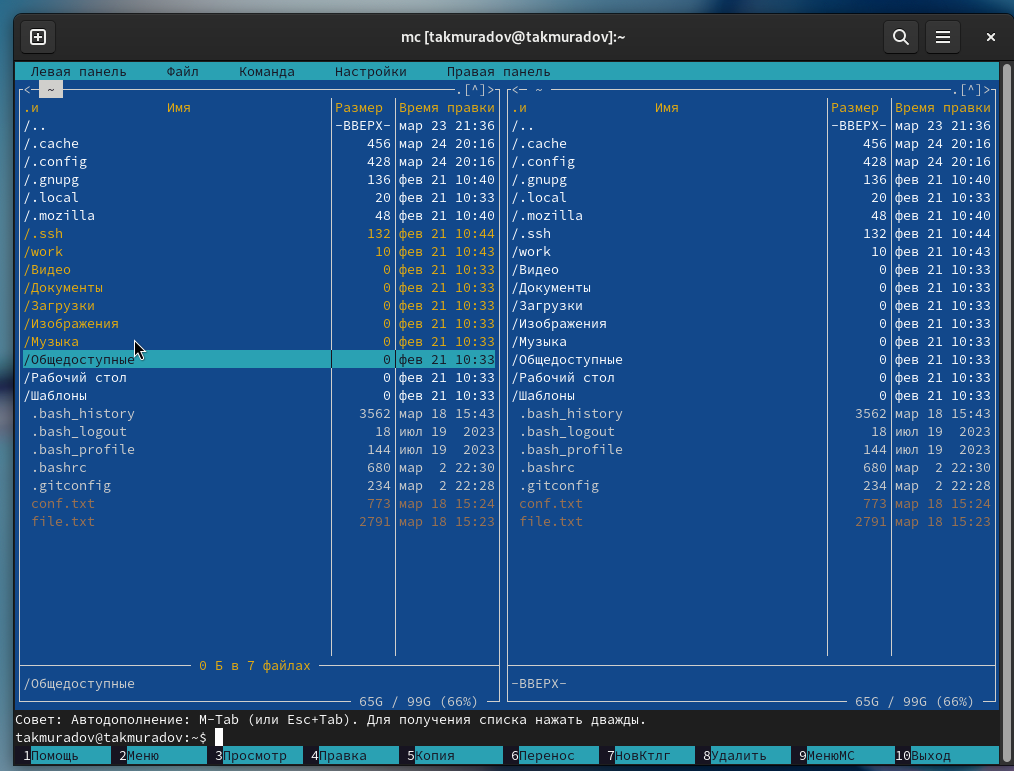 mc [takmuradov@takmuradov]:~
Левая панель Файл Команда Настройки Правая панель
<─ ~ ─.[^]>┐ <─ ~ ─.[^]>┐
.и Имя Размер Время правки .и Имя Размер Время правки
/.. -ВВЕРХ- мар 23 21:36 /.. -ВВЕРХ- мар 23 21:36
/.cache 456 мар 24 20:16 /.cache 456 мар 24 20:16
/.config 428 мар 24 20:16 /.config 428 мар 24 20:16
/.gnupg 136 фев 21 10:40 /.gnupg 136 фев 21 10:40
/.local 20 фев 21 10:33 /.local 20 фев 21 10:33
/.mozilla 48 фев 21 10:40 /.mozilla 48 фев 21 10:40
/.ssh 132 фев 21 10:44 /.ssh 132 фев 21 10:44
/work 10 фев 21 10:43 /work 10 фев 21 10:43
/Видео 0 фев 21 10:33 /Видео 0 фев 21 10:33
/Документы 0 фев 21 10:33 /Документы 0 фев 21 10:33
/Загрузки 0 фев 21 10:33 /Загрузки 0 фев 21 10:33
/Изображения 0 фев 21 10:33 /Изображения 0 фев 21 10:33
/Музыка 0 фев 21 10:33 /Музыка 0 фев 21 10:33
/Общедоступные 0 фев 21 10:33 /Общедоступные 0 фев 21 10:33
/Рабочий стол 0 фев 21 10:33 /Рабочий стол 0 фев 21 10:33
/Шаблоны 0 фев 21 10:33 /Шаблоны 0 фев 21 10:33
.bash_history 3562 мар 18 15:43 .bash_history 3562 мар 18 15:43
.bash_logout 18 июл 19 2023 .bash_logout 18 июл 19 2023
.bash_profile 144 июл 19 2023 .bash_profile 144 июл 19 2023
.bashrc 680 мар 2 22:30 .bashrc 680 мар 2 22:30
.gitconfig 234 мар 2 22:28 .gitconfig 234 мар 2 22:28
conf.txt 773 мар 18 15:24 conf.txt 773 мар 18 15:24
file.txt 2791 мар 18 15:23 file.txt 2791 мар 18 15:23
0 Б в 7 файлах
/Общедоступные -ВВЕРХ-
65G / 99G (66%) 65G / 99G (66%)
Совет: Автодополнение: M-Tab (или Esc+Tab). Для получения списка нажать дважды.
takmuradov@takmuradov:~$
1Помощь 2Меню 3Просмотр 4Правка 5Копия 6Перенос 7НовКтлг 8Удалить 9МенюМС 10Выход